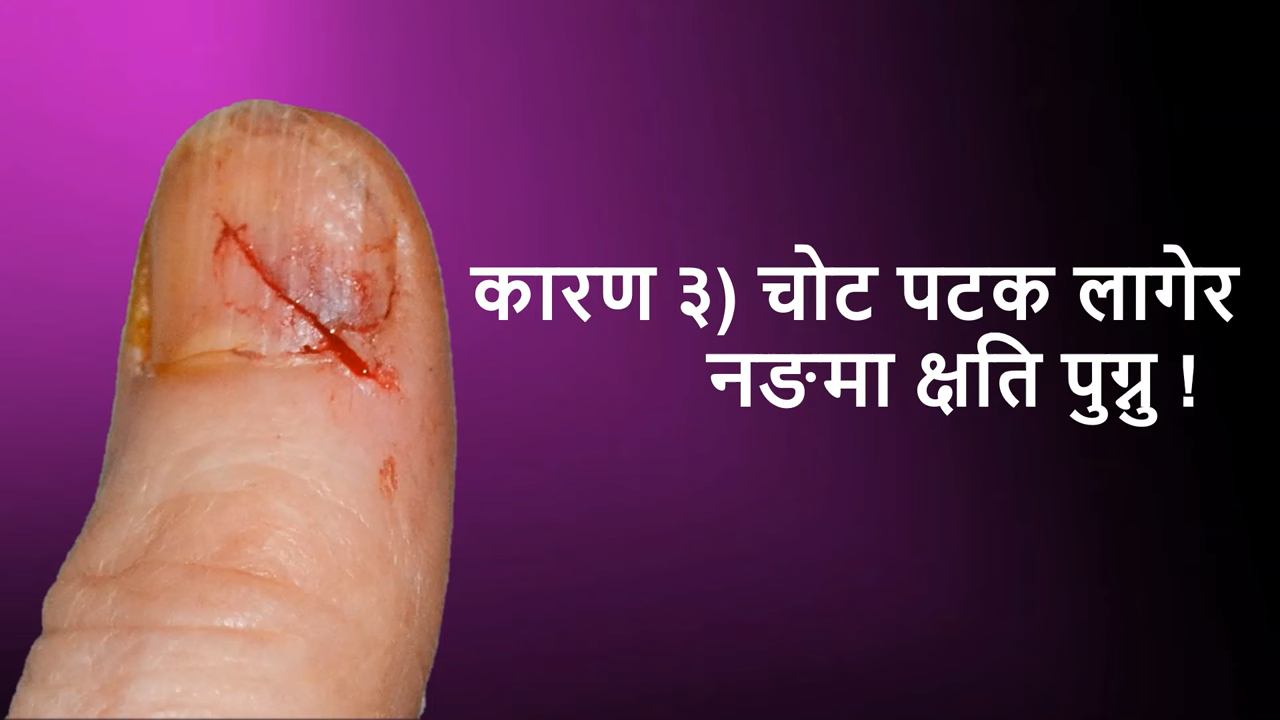 कारण ३) चोट पटक लागेर
नङमा क्षति पुग्नु !